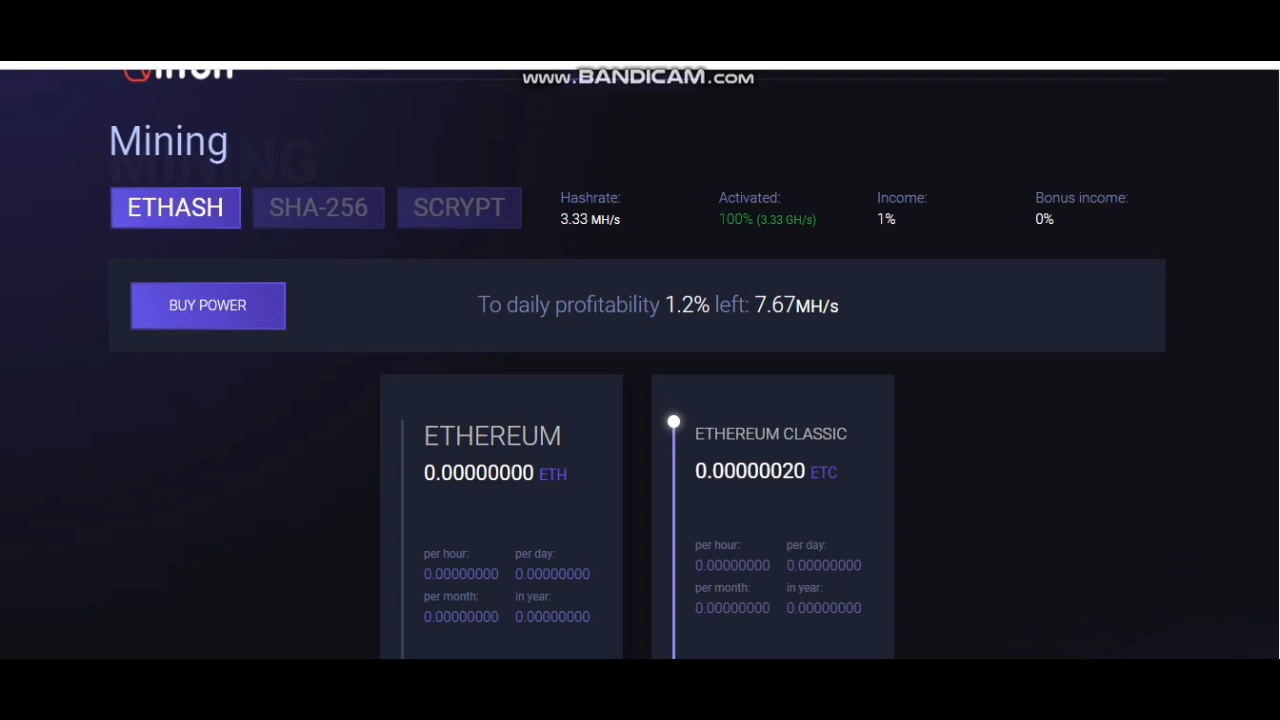 www.BANDICAM.com
Mining
MINING
ETHASH SHA-256 SCRYPT
Hashrate: Activated: Income: Bonus income:
3.33 MH/s 100% (3.33 GH/s) 1% 0%
BUY POWER To daily profitability 1.2% left: 7.67MH/s
ETHEREUM
0.00000000 ETH
per hour: per day:
0.00000000 0.00000000
per month: in year:
0.00000000 0.00000000
ETHEREUM CLASSIC
0.00000020 ETC
per hour: per day:
0.00000000 0.00000000
per month: in year:
0.00000000 0.00000000